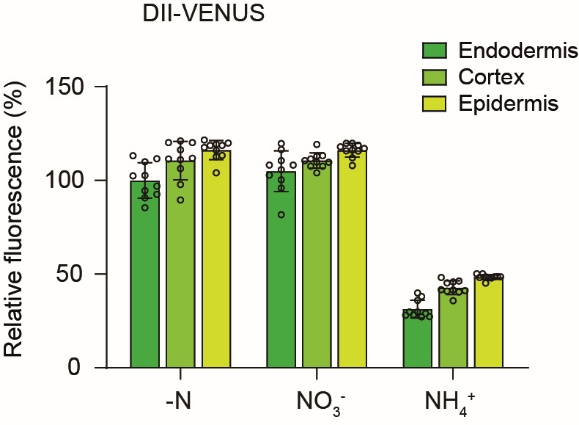 DII-VENUS
Endodermis
Cortex
Epidermis
Relative fluorescence (%)
150
100
50
0
-N
NO₃⁻
NH₄⁺